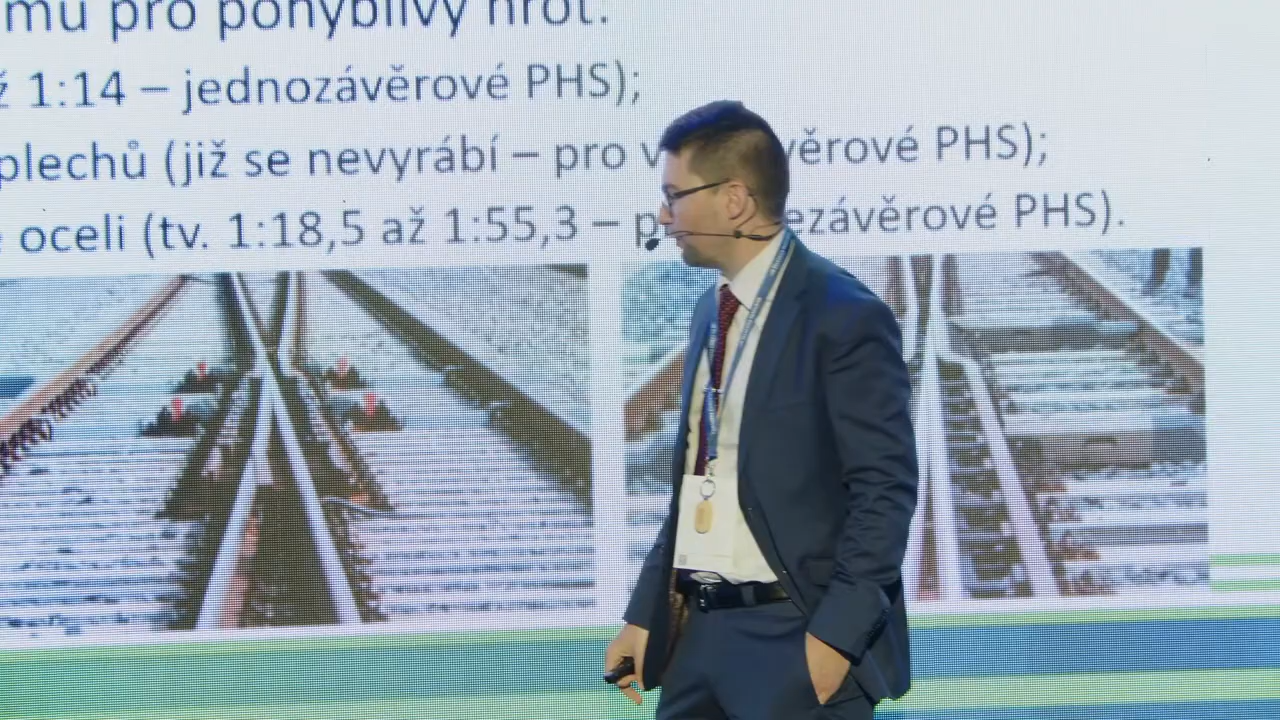 mu pro pohyblivý hrot:
ž 1:14 – jednozávěrové PHS);
plechů (již se nevyrábí – pro v věrové PHS);
oceli (tv. 1:18,5 až 1:55,3 – p ezávěrové PHS).